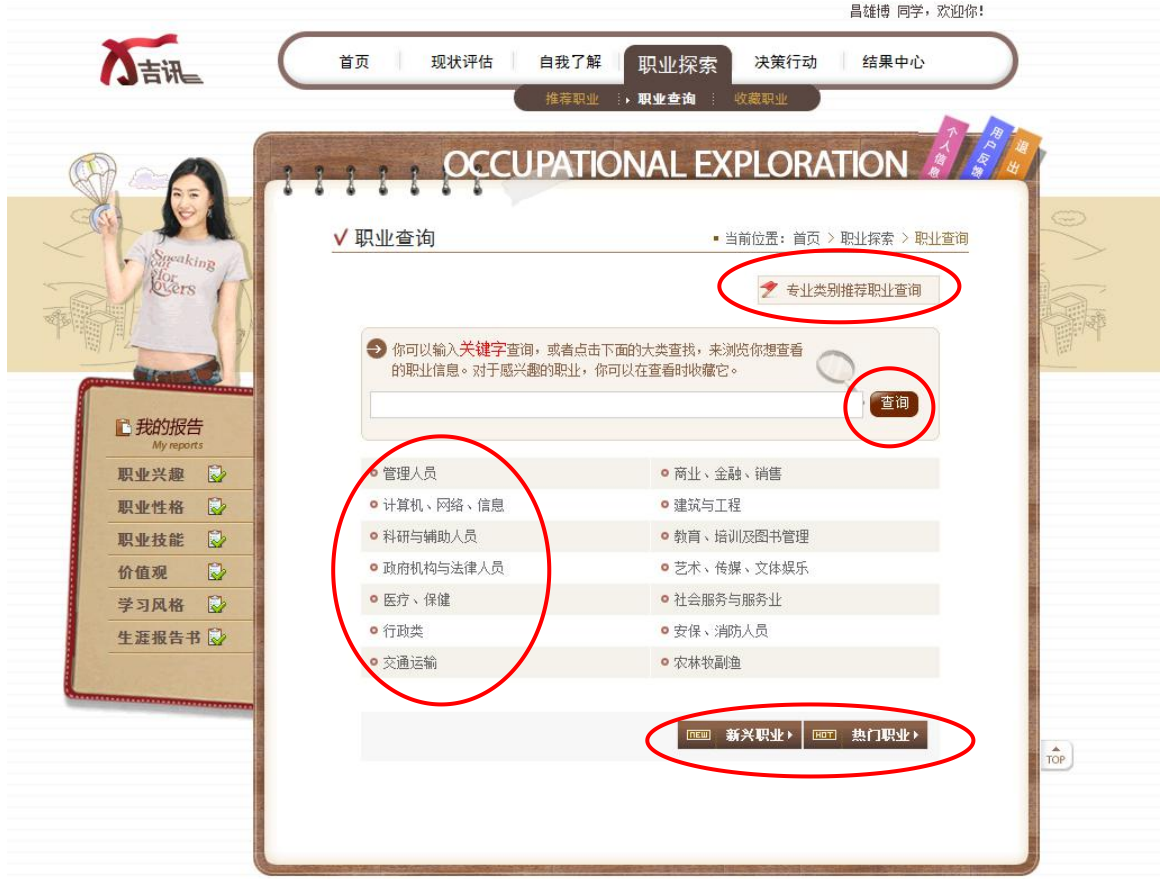 昌雄博 同学，欢迎你！
吉讯
首页 现状评估 自我了解 职业探索 决策行动 结果中心
推荐职业 职业查询 收藏职业
OCCUPATIONAL EXPLORATION
个人信息
用户反馈
退出
职业查询
当前位置：首页 > 职业探索 > 职业查询
专业类别推荐职业查询
Speaking
out
for
lovers
你可以输入关键字查询，或者点击下面的大类查找，来浏览你想查看
的职业信息。对于感兴趣的职业，你可以在查看时收藏它。
查询
我的报告
My reports
职业兴趣
职业性格
职业技能
价值观
学习风格
生涯报告书
管理人员 商业、金融、销售
计算机、网络、信息 建筑与工程
科研与辅助人员 教育、培训及图书管理
政府机构与法律人员 艺术、传媒、文体娱乐
医疗、保健 社会服务与服务业
行政类 安保、消防人员
交通运输 农林牧副渔
NEW 新兴职业 HOT 热门职业
TOP